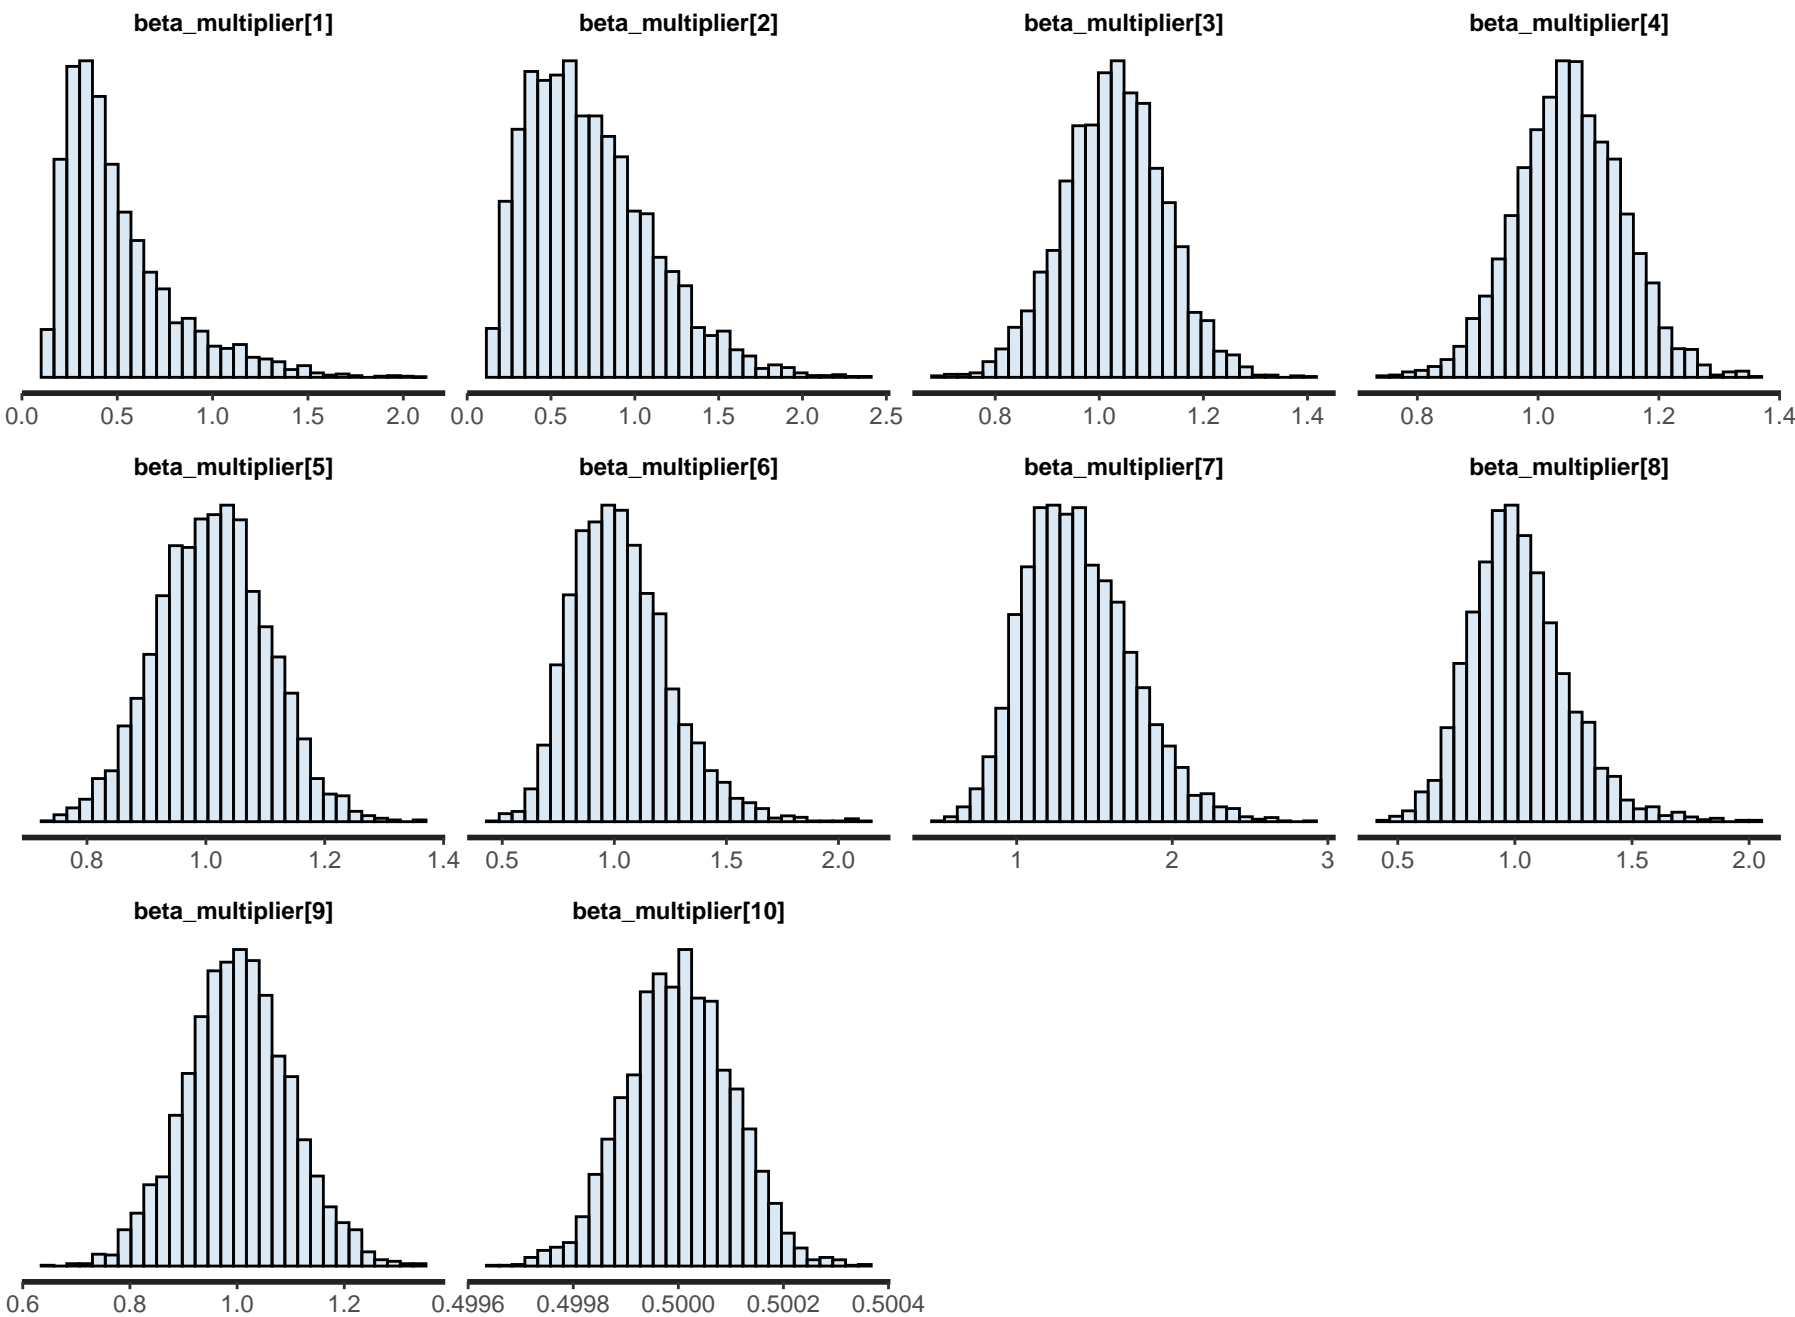 beta_multiplier[1] beta_multiplier[2] beta_multiplier[3] beta_multiplier[4]
0.0 0.5 1.0 1.5 2.0 0.0 0.5 1.0 1.5 2.0 2.5 0.8 1.0 1.2 1.4 0.8 1.0 1.2 1.4
beta_multiplier[5] beta_multiplier[6] beta_multiplier[7] beta_multiplier[8]
0.8 1.0 1.2 1.4 0.5 1.0 1.5 2.0 1 2 3 0.5 1.0 1.5 2.0
beta_multiplier[9] beta_multiplier[10]
0.6 0.8 1.0 1.2 0.4996 0.4998 0.5000 0.5002 0.5004